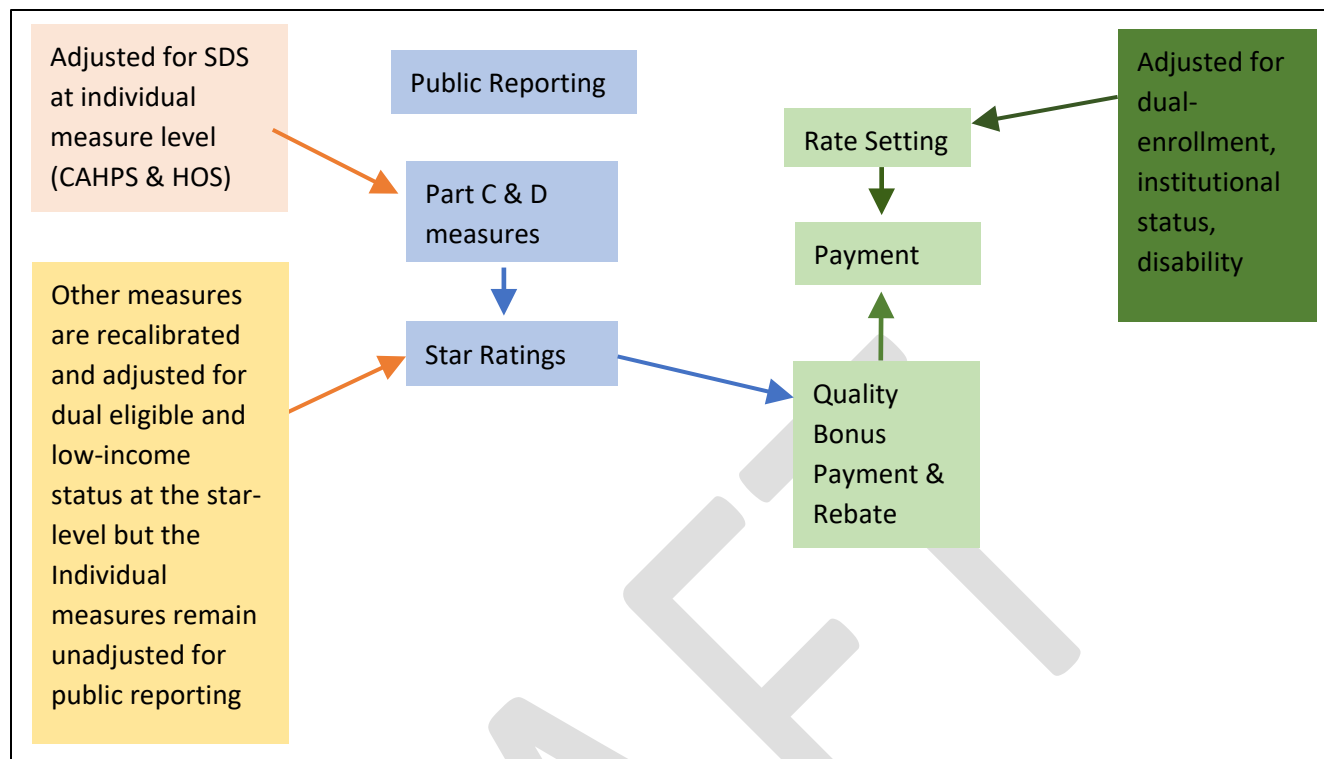 Adjusted for SDS
at individual
measure level
(CAHPS & HOS)
Other measures
are recalibrated
and adjusted for
dual eligible and
low-income
status at the star-
level but the
Individual
measures remain
unadjusted for
public reporting
Public Reporting
Part C & D
measures
Star Ratings
Rate Setting
Payment
Quality
Bonus
Payment &
Rebate
Adjusted for
dual-
enrollment,
institutional
status,
disability